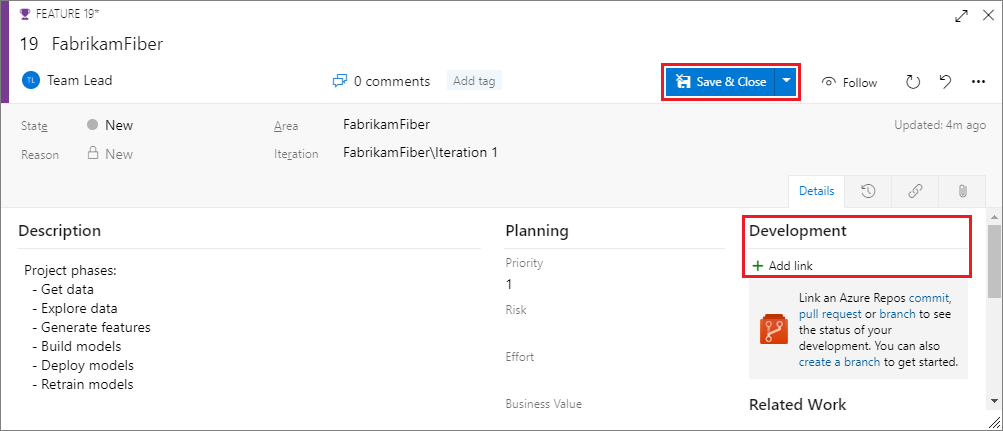 FEATURE 19*
19 FabrikamFiber
TL Team Lead 0 comments Add tag Save & Close Follow
State New Area FabrikamFiber Updated: 4m ago
Reason New Iteration FabrikamFiber\Iteration 1
Details
Description
Project phases:
- Get data
- Explore data
- Generate features
- Build models
- Deploy models
- Retrain models
Planning
Priority
1
Risk
Effort
Business Value
Development
+ Add link
Link an Azure Repos commit,
pull request or branch to see
the status of your
development. You can also
create a branch to get started.
Related Work